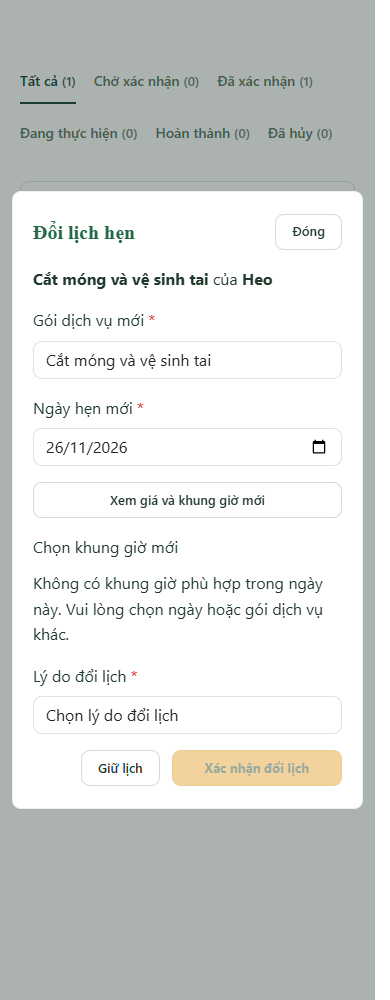 Tất cả (1) Chờ xác nhận (0) Đã xác nhận (1)
Đang thực hiện (0) Hoàn thành (0) Đã hủy (0)
Đổi lịch hẹn
Đóng
Cắt móng và vệ sinh tai của Heo
Gói dịch vụ mới *
Cắt móng và vệ sinh tai
Ngày hẹn mới *
26/11/2026
Xem giá và khung giờ mới
Chọn khung giờ mới
Không có khung giờ phù hợp trong ngày
này. Vui lòng chọn ngày hoặc gói dịch vụ
khác.
Lý do đổi lịch *
Chọn lý do đổi lịch
Giữ lịch
Xác nhận đổi lịch